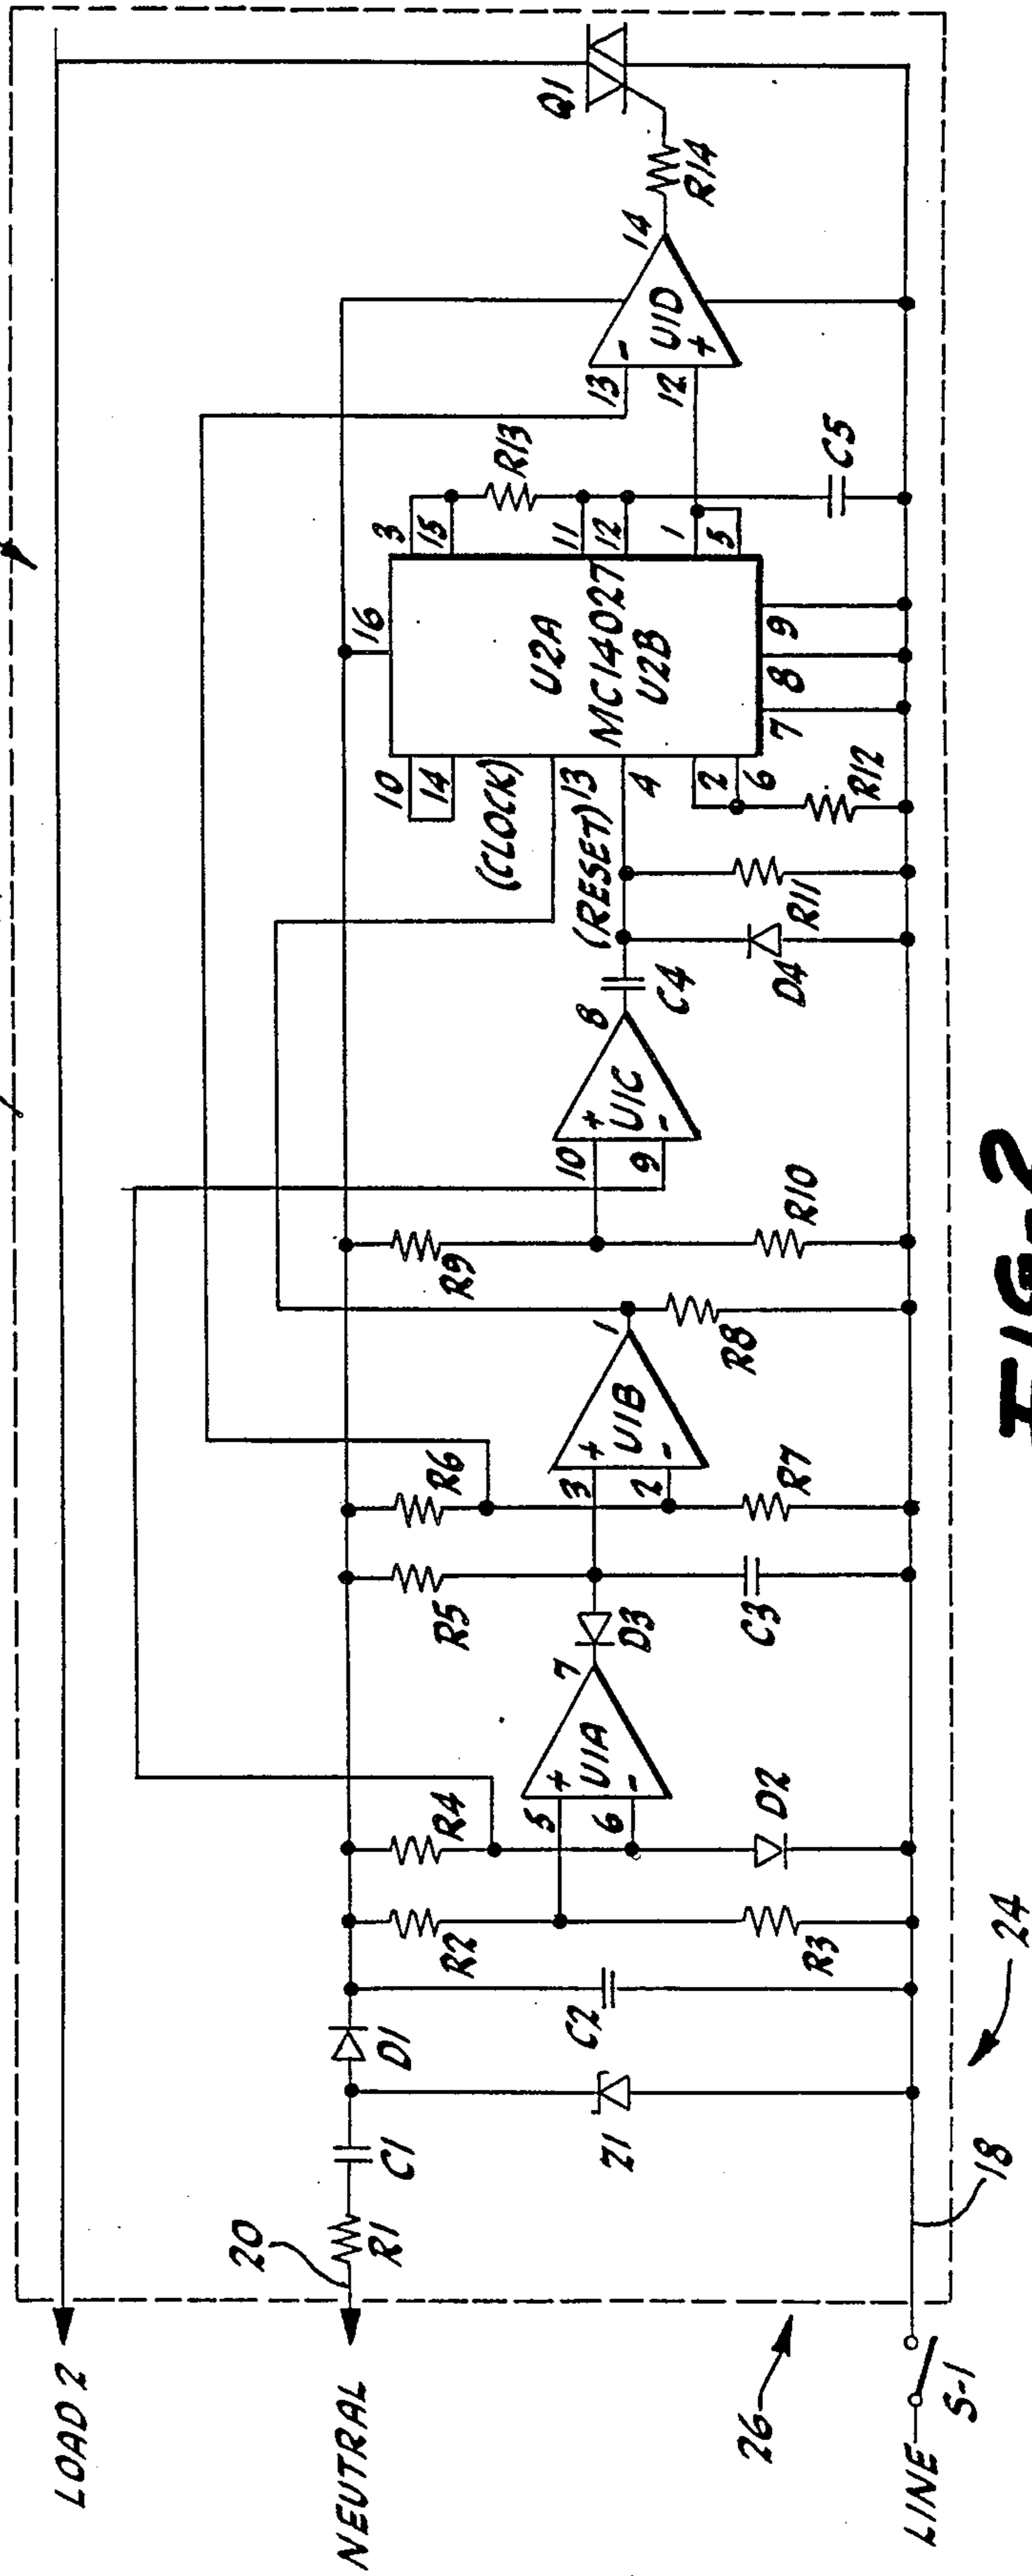 LOAD 2
NEUTRAL
LINE
S-1
26
20
18
24
R1
C1
D1
Z1
C2
R2
R3
R4
D2
5
6
+
-
U1A
7
D3
R5
C3
R6
R7
3
2
+
-
U1B
1
R8
R9
R10
10
9
+
-
U1C
8
C4
D4
R11
R12
(CLOCK)
(RESET)
10
14
13
4
2
6
16
U2A
MC14027
U2B
7
8
9
3
15
11
12
1
5
R13
C5
13
12
-
+
U1D
14
R14
Q1
FIG-2